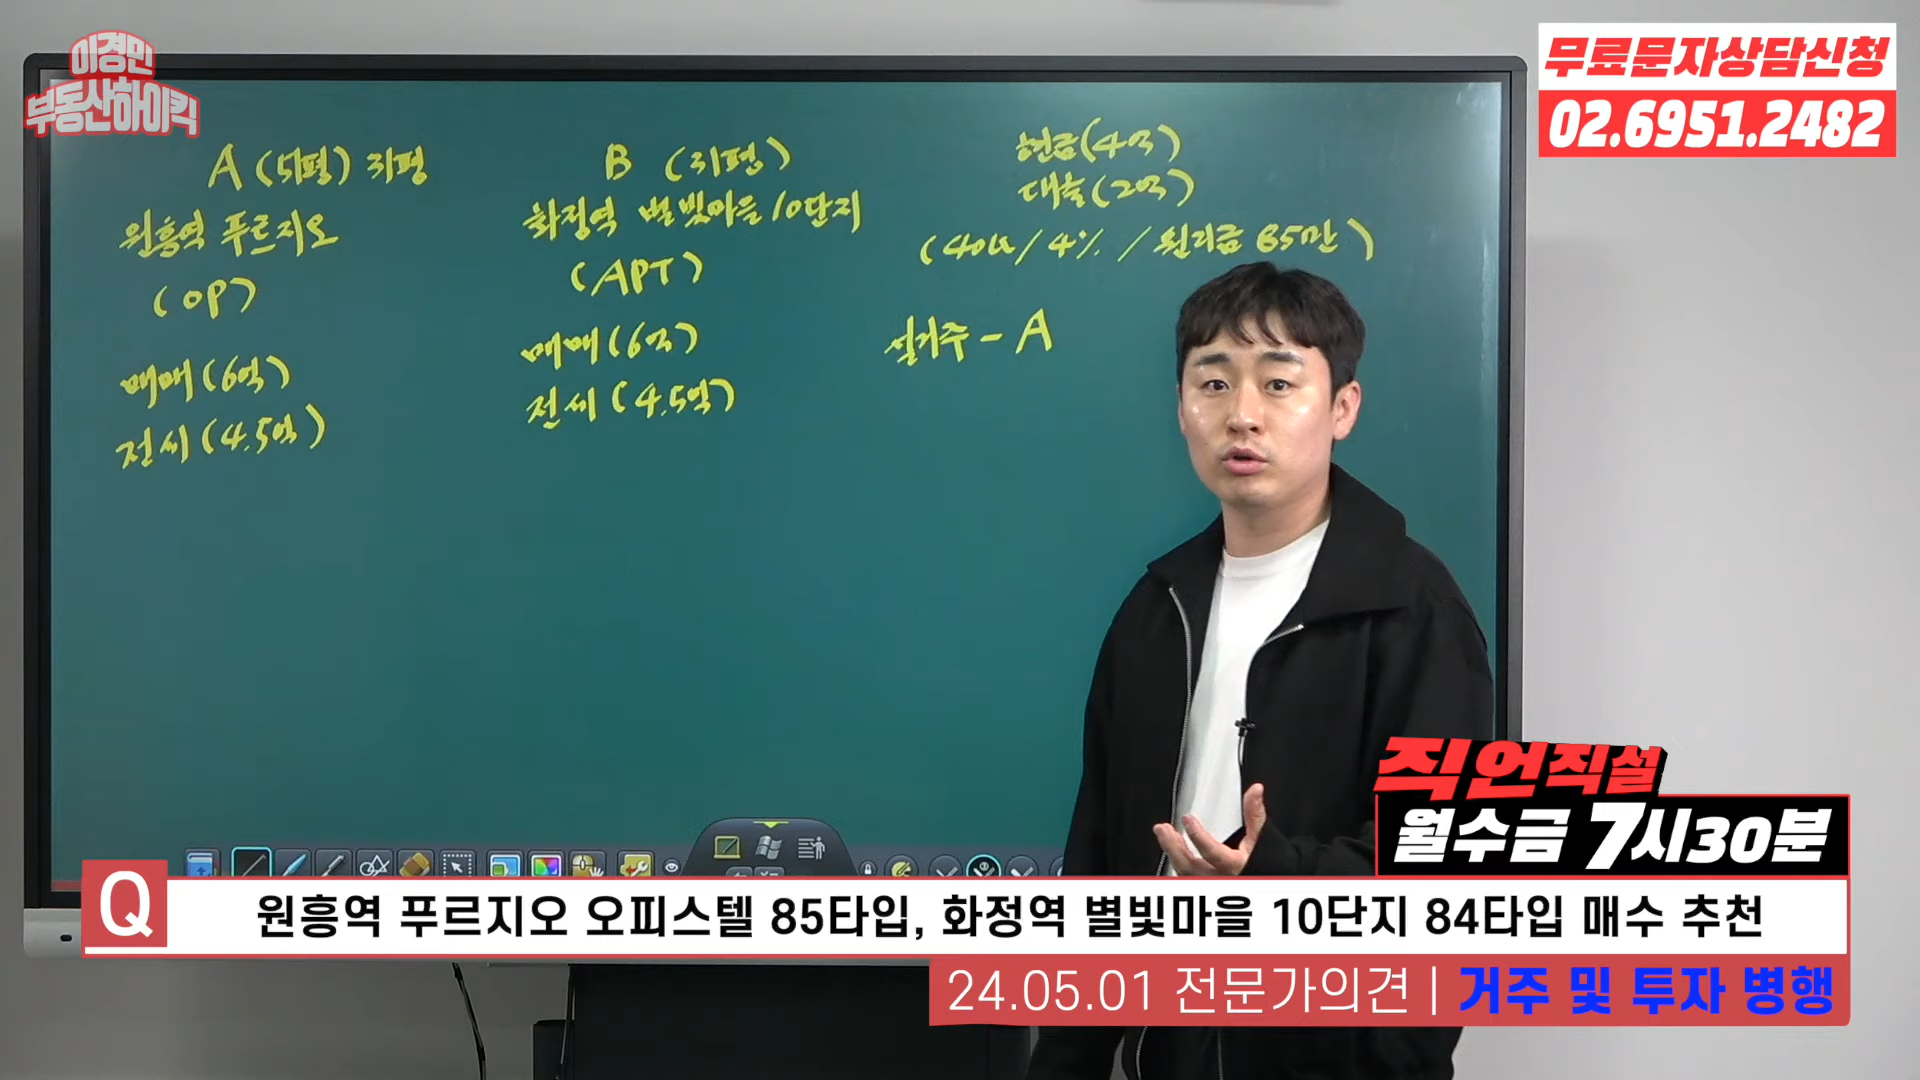 이경민
부동산하이킥
무료문자상담신청
02.6951.2482
A (51평) 31평
원흥역 푸르지오
(OP)
매매(6억)
전세(4.5억)
B (31평)
화정역 별빛마을 10단지
(APT)
매매(6억)
전세(4.5억)
현금(4억)
대출(2억)
(40년/4%/원리금 85만)
실거주-A
직언직설
월수금 7시30분
Q
원흥역 푸르지오 오피스텔 85타입, 화정역 별빛마을 10단지 84타입 매수 추천
24.05.01 전문가의견 | 거주 및 투자 병행